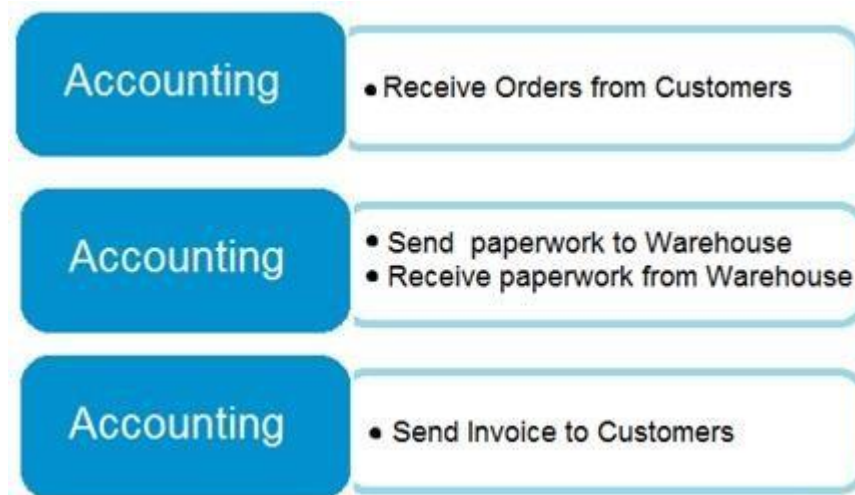 Accounting
• Receive Orders from Customers
Accounting
• Send paperwork to Warehouse
• Receive paperwork from Warehouse
Accounting
• Send Invoice to Customers